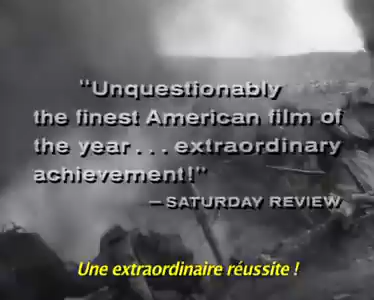 "Unquestionably
the finest American film of
the year... extraordinary
achievement!"
— SATURDAY REVIEW
Une extraordinaire réussite !